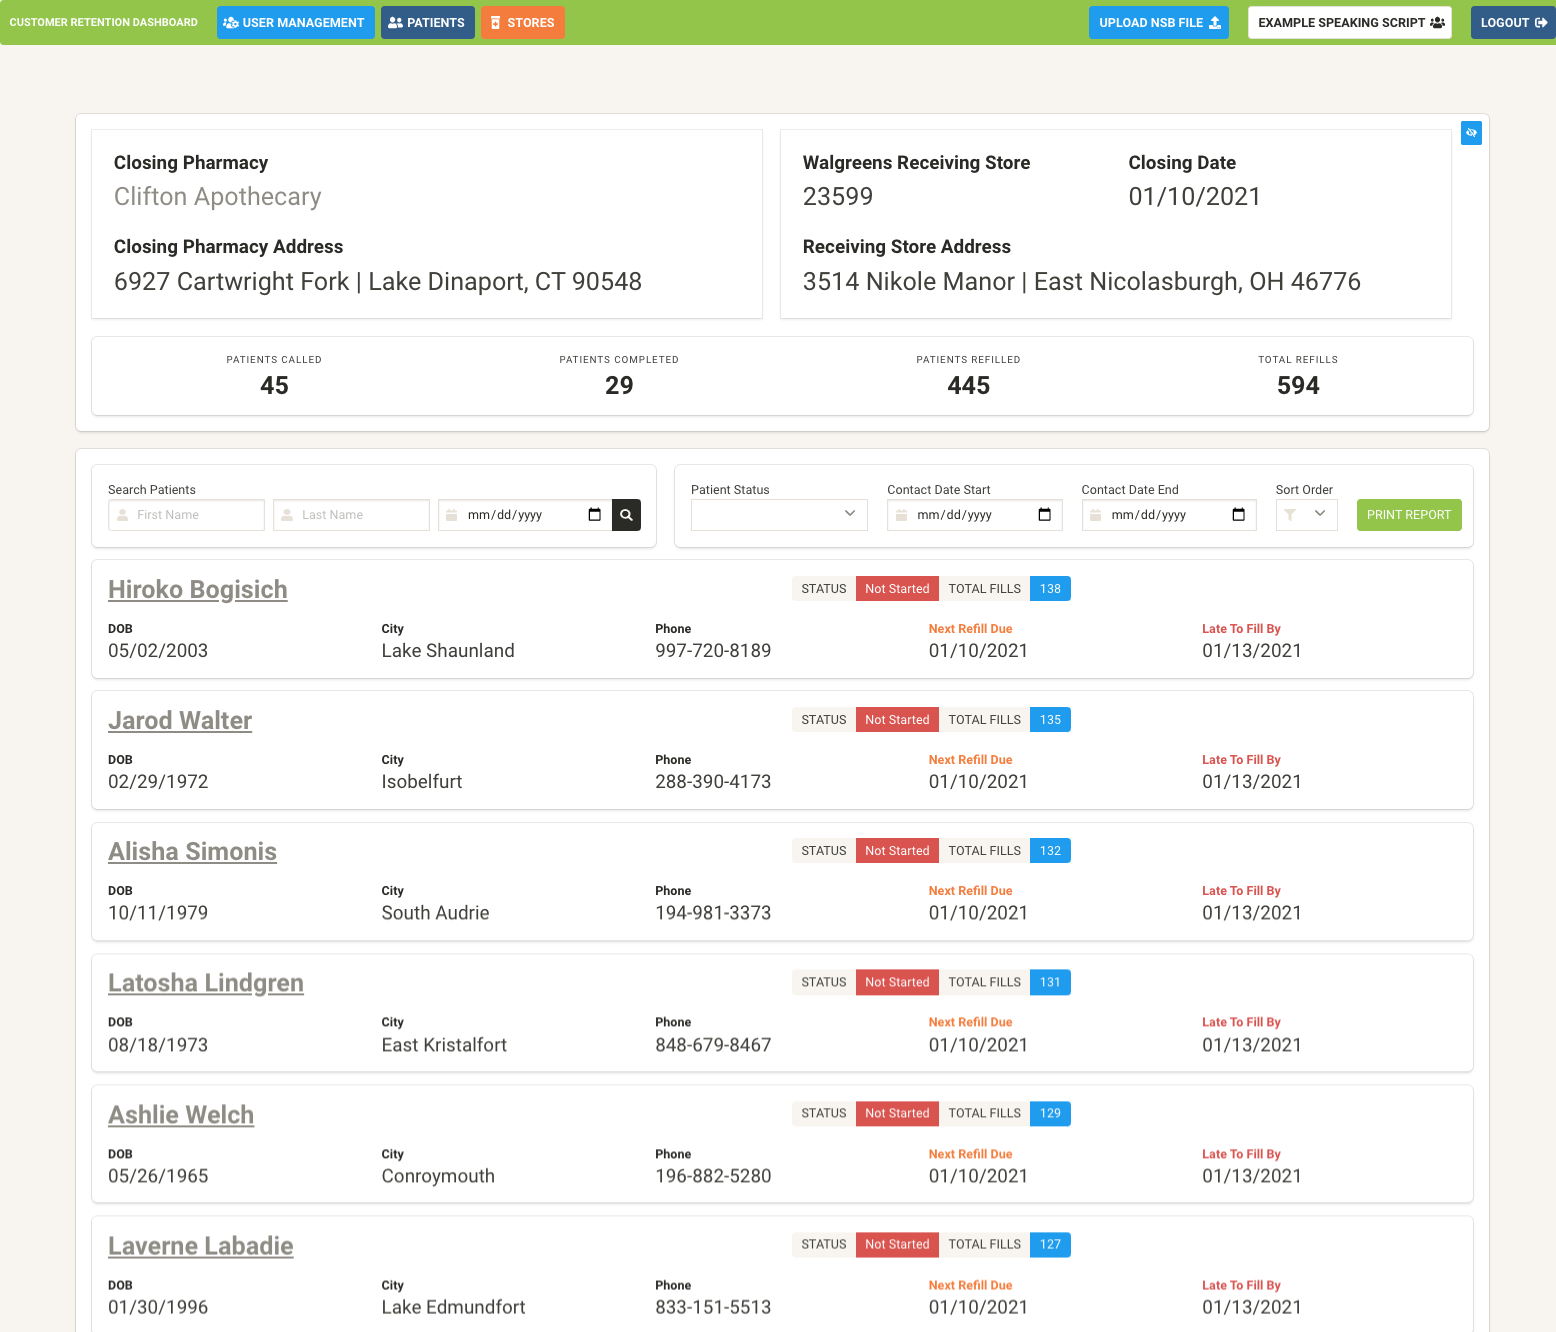 CUSTOMER RETENTION DASHBOARD USER MANAGEMENT PATIENTS STORES UPLOAD NSB FILE EXAMPLE SPEAKING SCRIPT LOGOUT
Closing Pharmacy
Clifton Apothecary
Closing Pharmacy Address
6927 Cartwright Fork | Lake Dinaport, CT 90548
Walgreens Receiving Store Closing Date
23599 01/10/2021
Receiving Store Address
3514 Nikole Manor | East Nicolasburgh, OH 46776
PATIENTS CALLED PATIENTS COMPLETED PATIENTS REFILLED TOTAL REFILLS
45 29 445 594
Search Patients
First Name Last Name mm/dd/yyyy
Patient Status Contact Date Start Contact Date End Sort Order
mm/dd/yyyy mm/dd/yyyy PRINT REPORT
Hiroko Bogisich STATUS Not Started TOTAL FILLS 138
DOB City Phone Next Refill Due Late To Fill By
05/02/2003 Lake Shaunland 997-720-8189 01/10/2021 01/13/2021
Jarod Walter STATUS Not Started TOTAL FILLS 135
DOB City Phone Next Refill Due Late To Fill By
02/29/1972 Isobelfurt 288-390-4173 01/10/2021 01/13/2021
Alisha Simonis STATUS Not Started TOTAL FILLS 132
DOB City Phone Next Refill Due Late To Fill By
10/11/1979 South Audrie 194-981-3373 01/10/2021 01/13/2021
Latosha Lindgren STATUS Not Started TOTAL FILLS 131
DOB City Phone Next Refill Due Late To Fill By
08/18/1973 East Kristalfort 848-679-8467 01/10/2021 01/13/2021
Ashlie Welch STATUS Not Started TOTAL FILLS 129
DOB City Phone Next Refill Due Late To Fill By
05/26/1965 Conroymouth 196-882-5280 01/10/2021 01/13/2021
Laverne Labadie STATUS Not Started TOTAL FILLS 127
DOB City Phone Next Refill Due Late To Fill By
01/30/1996 Lake Edmundfort 833-151-5513 01/10/2021 01/13/2021